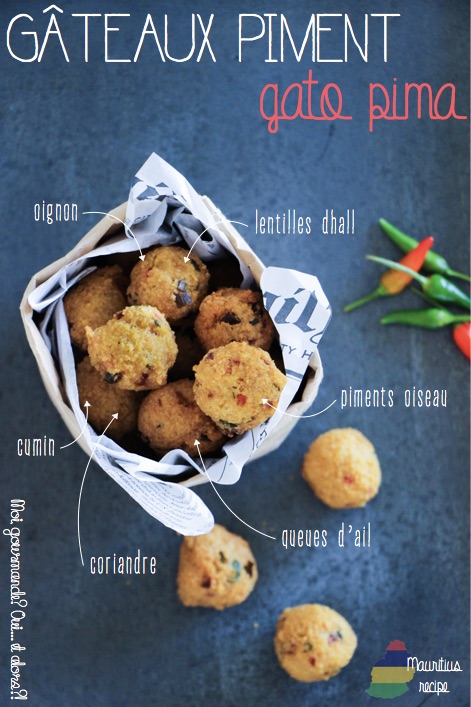 GÂTEAUX PIMENT
gato pima
oignon
lentilles dhall
piments oiseau
cumin
queues d'ail
coriandre
Moi, gourmande? Oui... et alors?!
Mauritius
recipe